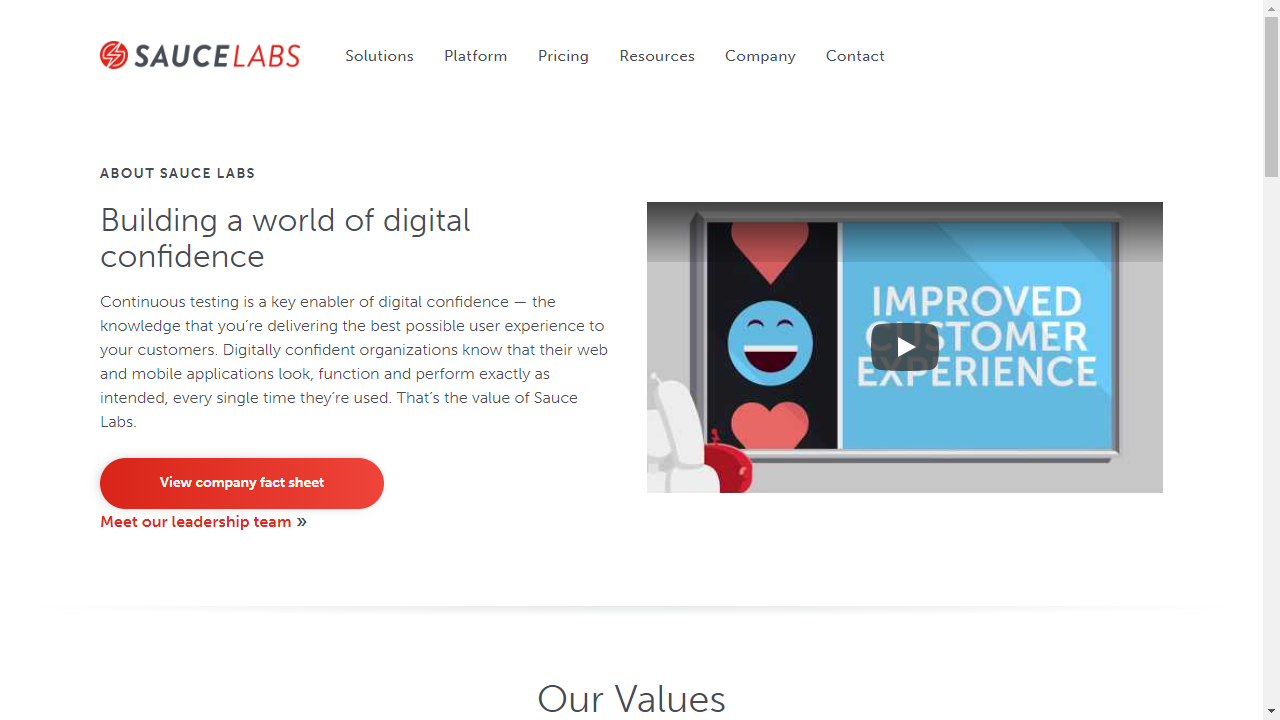 SAUCELABS
Solutions
Platform
Pricing
Resources
Company
Contact
ABOUT SAUCE LABS
Building a world of digital
confidence
Continuous testing is a key enabler of digital confidence — the
knowledge that you’re delivering the best possible user experience to
your customers. Digitally confident organizations know that their web
and mobile applications look, function and perform exactly as
intended, every single time they’re used. That’s the value of Sauce
Labs.
View company fact sheet
Meet our leadership team »
IMPROVED
CUSTOMER
EXPERIENCE
Our Values